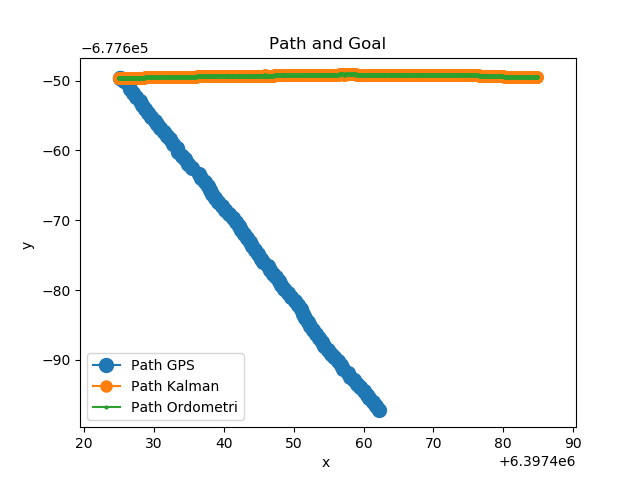 Path and Goal
−6.776e5
−50
−60
−70
−80
−90
y
Path GPS
Path Kalman
Path Ordometri
20 30 40 50 60 70 80 90
x
+6.3974e6